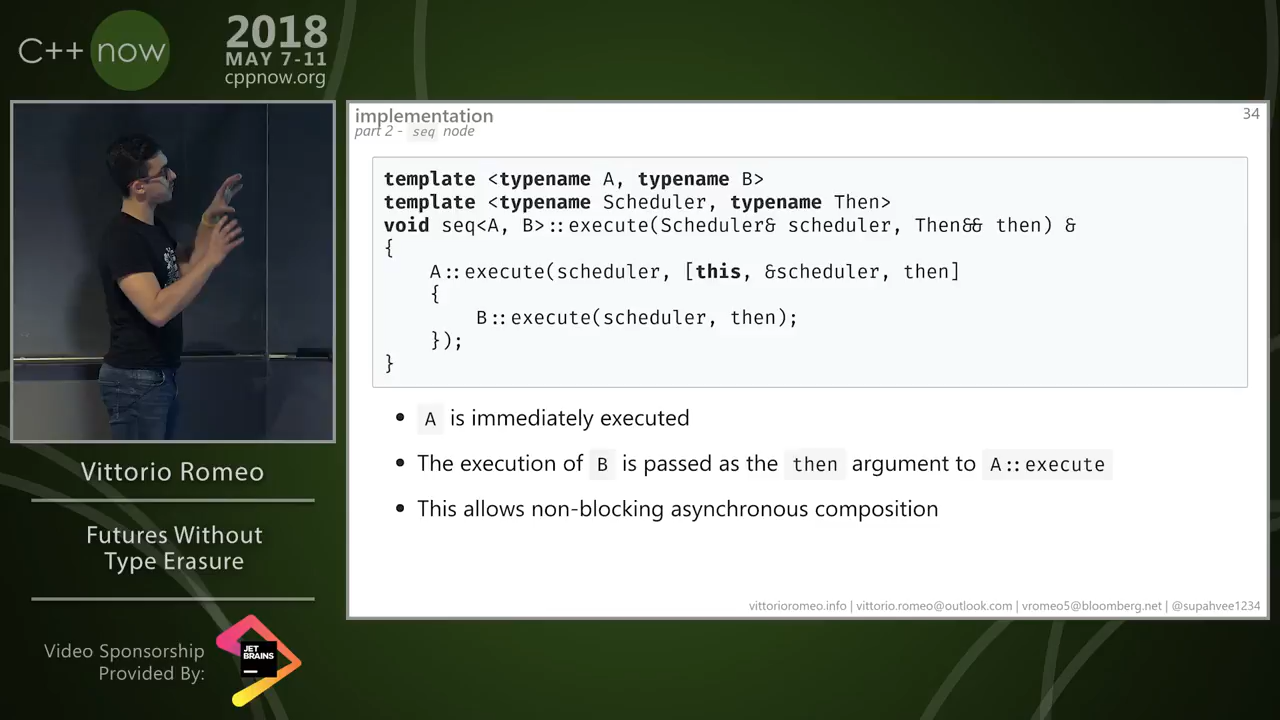 C++ now
2018
MAY 7-11
cppnow.org
implementation
part 2 - seq node
34
template <typename A, typename B>
template <typename Scheduler, typename Then>
void seq<A, B>::execute(Scheduler& scheduler, Then&& then) &
{
    A::execute(scheduler, [this, &scheduler, then]
    {
        B::execute(scheduler, then);
    });
}
• A is immediately executed
• The execution of B is passed as the then argument to A::execute
• This allows non-blocking asynchronous composition
vittorioromeo.info | vittorio.romeo@outlook.com | vromeo5@bloomberg.net | @supahvee1234
Vittorio Romeo
Futures Without
Type Erasure
Video Sponsorship
Provided By:
JET
BRAINS